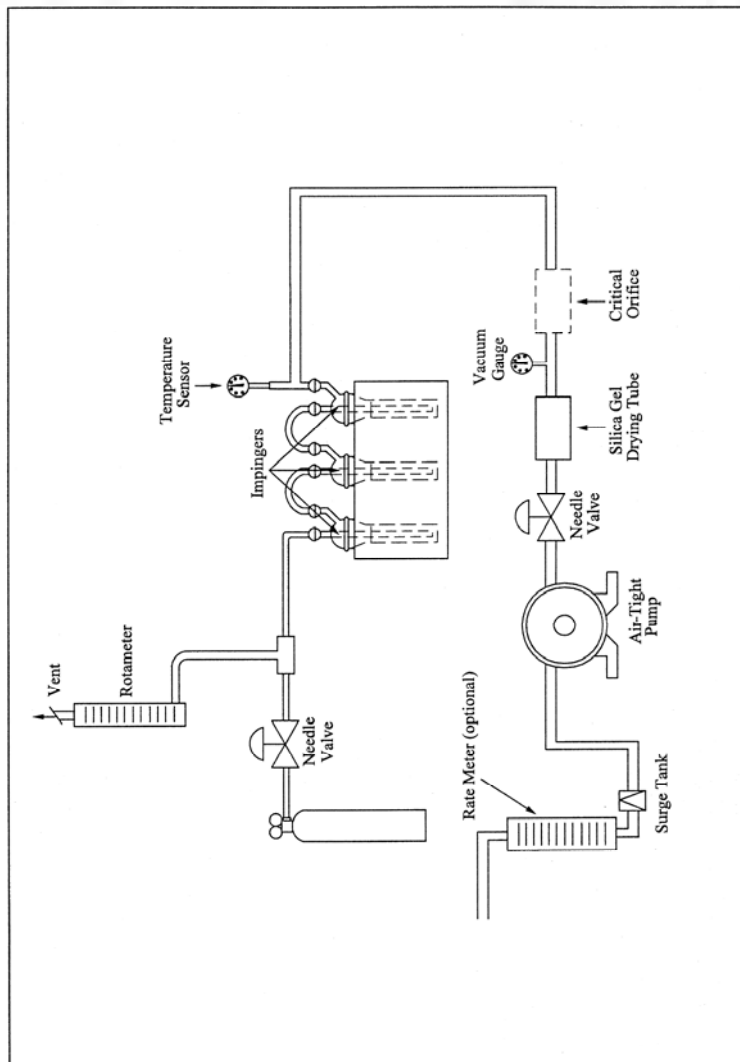 Vent
Rotameter
Needle
Valve
Temperature
Sensor
Impingers
Vacuum
Gauge
Critical
Orifice
Silica Gel
Drying Tube
Needle
Valve
Air-Tight
Pump
Rate Meter (optional)
Surge Tank